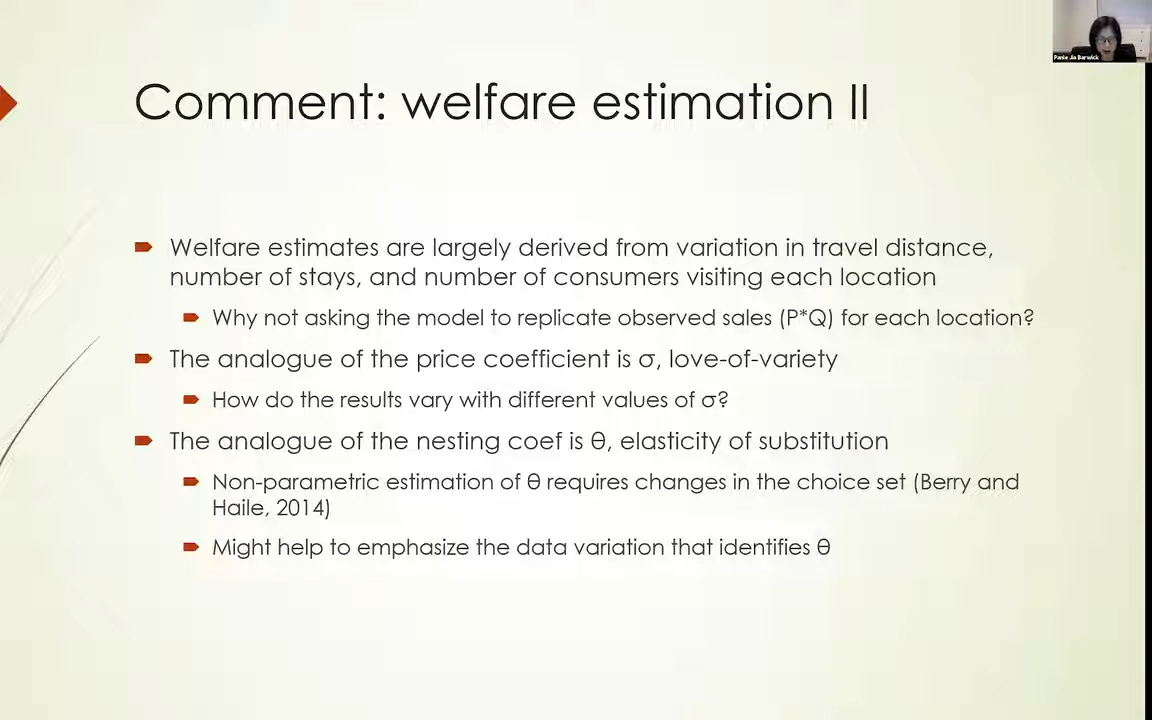 Panle Jia Barwick
Comment: welfare estimation II
Welfare estimates are largely derived from variation in travel distance,
number of stays, and number of consumers visiting each location
Why not asking the model to replicate observed sales (P*Q) for each location?
The analogue of the price coefficient is σ, love-of-variety
How do the results vary with different values of σ?
The analogue of the nesting coef is θ, elasticity of substitution
Non-parametric estimation of θ requires changes in the choice set (Berry and
Haile, 2014)
Might help to emphasize the data variation that identifies θ